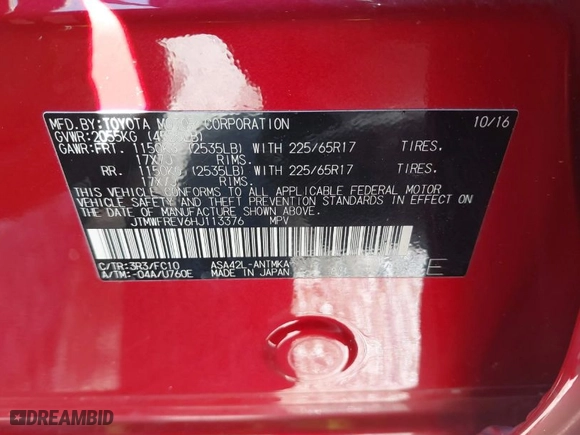 MFD.BY:TOYOTA CORPORATION 10/16
GVWR:2055KG
GAWR:FRT. (2535LB) WITH 225/65R17 TIRES.
RIMS.
RR. (2535LB) WITH 225/65R17 TIRES.
RIMS.
THIS VEHICLE CONFORMS TO ALL APPLICABLE FEDERAL MOTOR
VEHICLE SAFETY AND THEFT PREVENTION STANDARDS IN EFFECT ON
THE DATE OF MANUFACTURE SHOWN ABOVE.
JTMWFREV6HJ113376 MPV
C/TR:3R3/FC10 ASA42L-ANTMKA
A/TM:-04A/U760E MADE IN JAPAN
E
DREAMBID